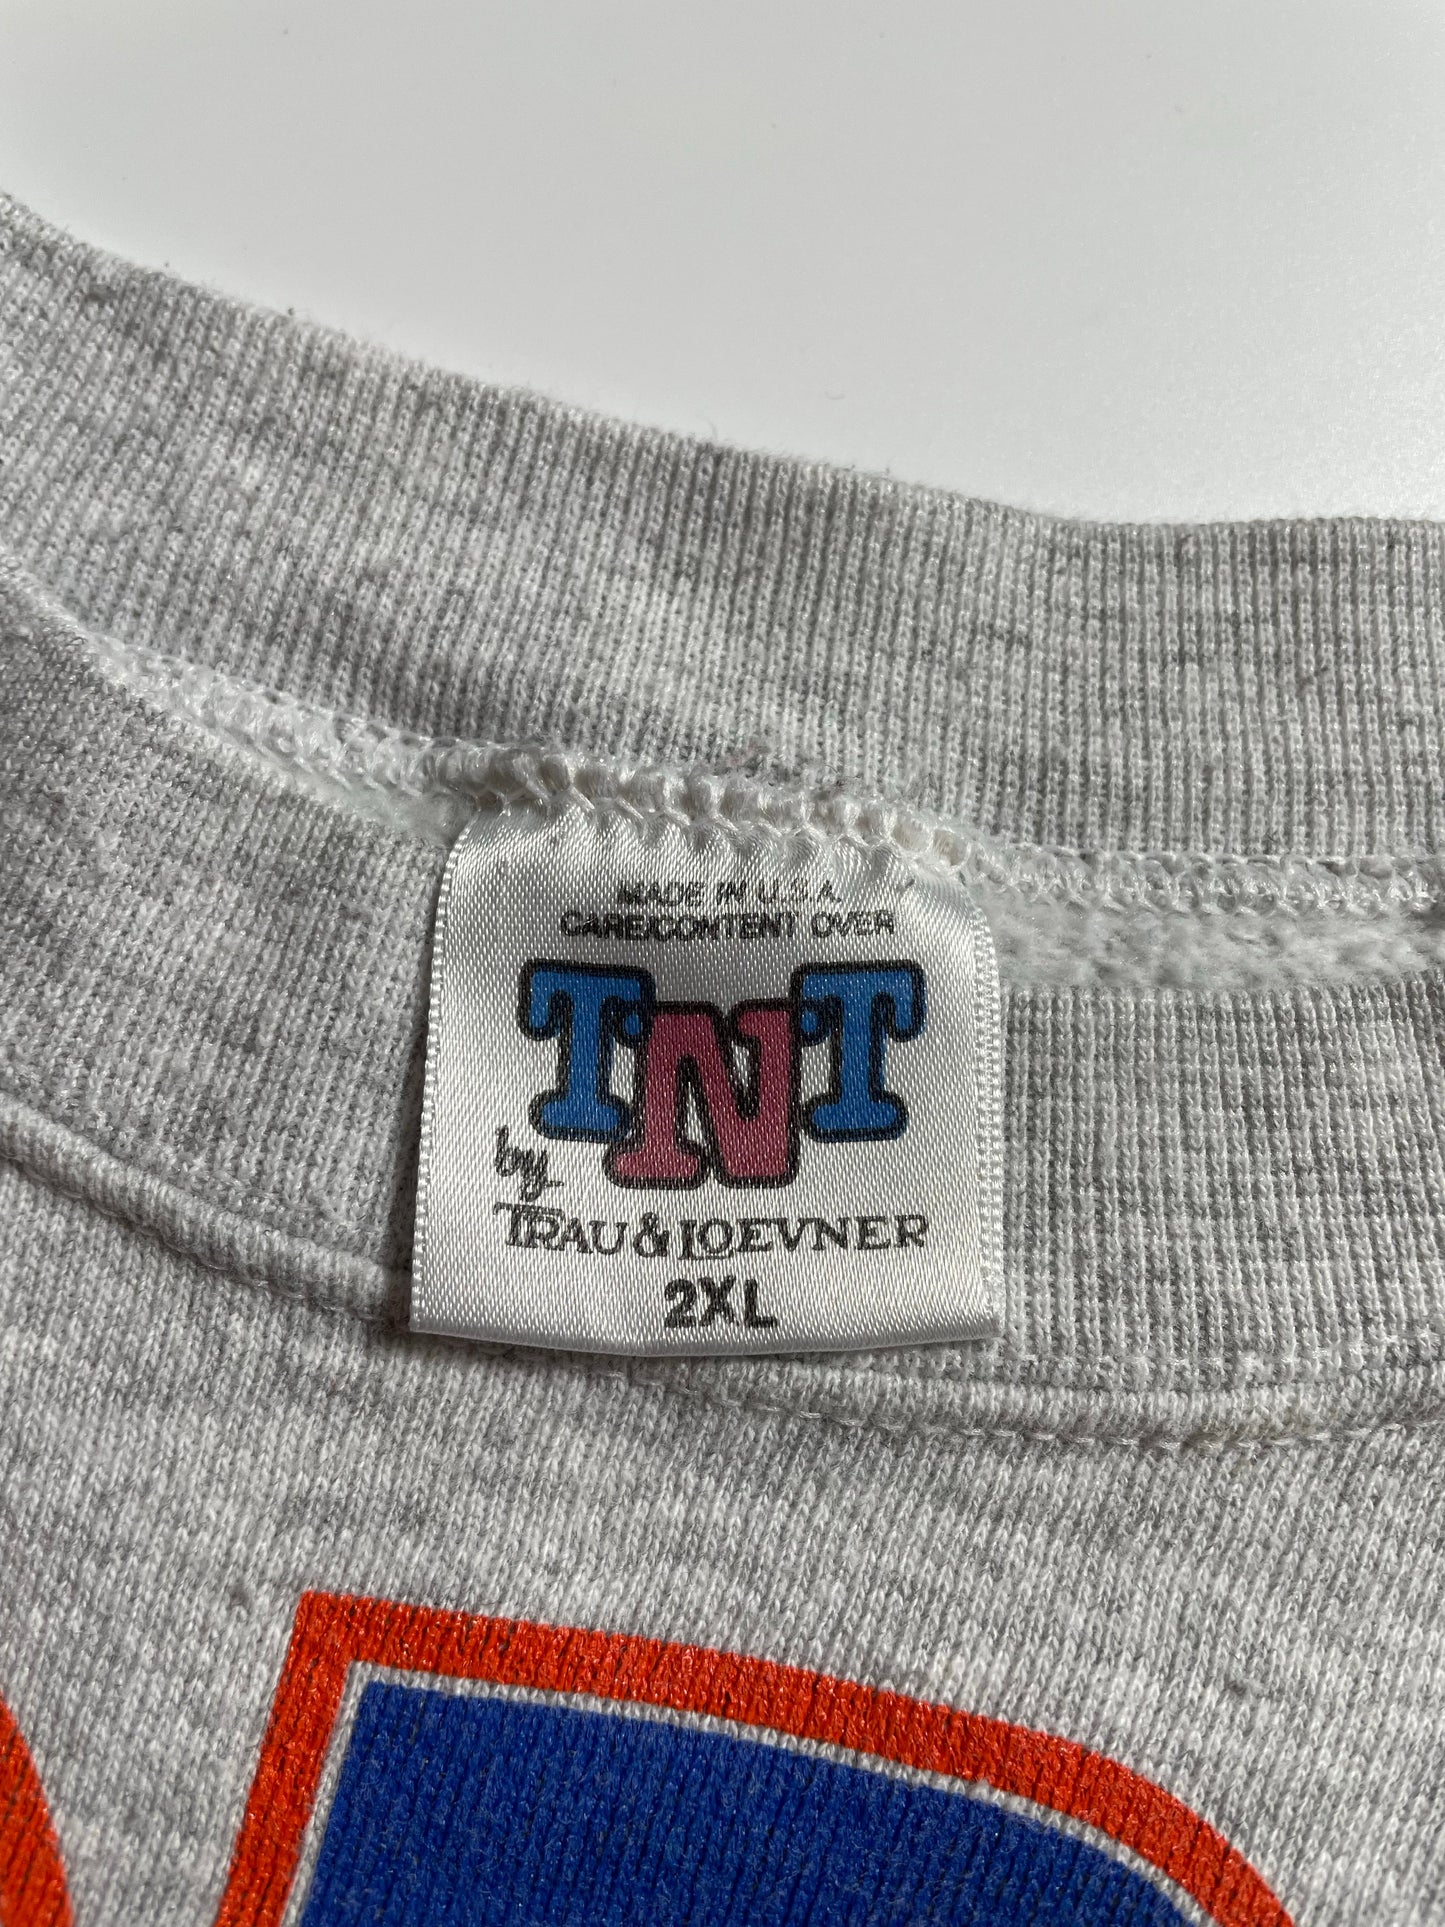 MADE IN U.S.A.
CARE/CONTENT OVER
TNT
by
TRAU & LOEVNER
2XL